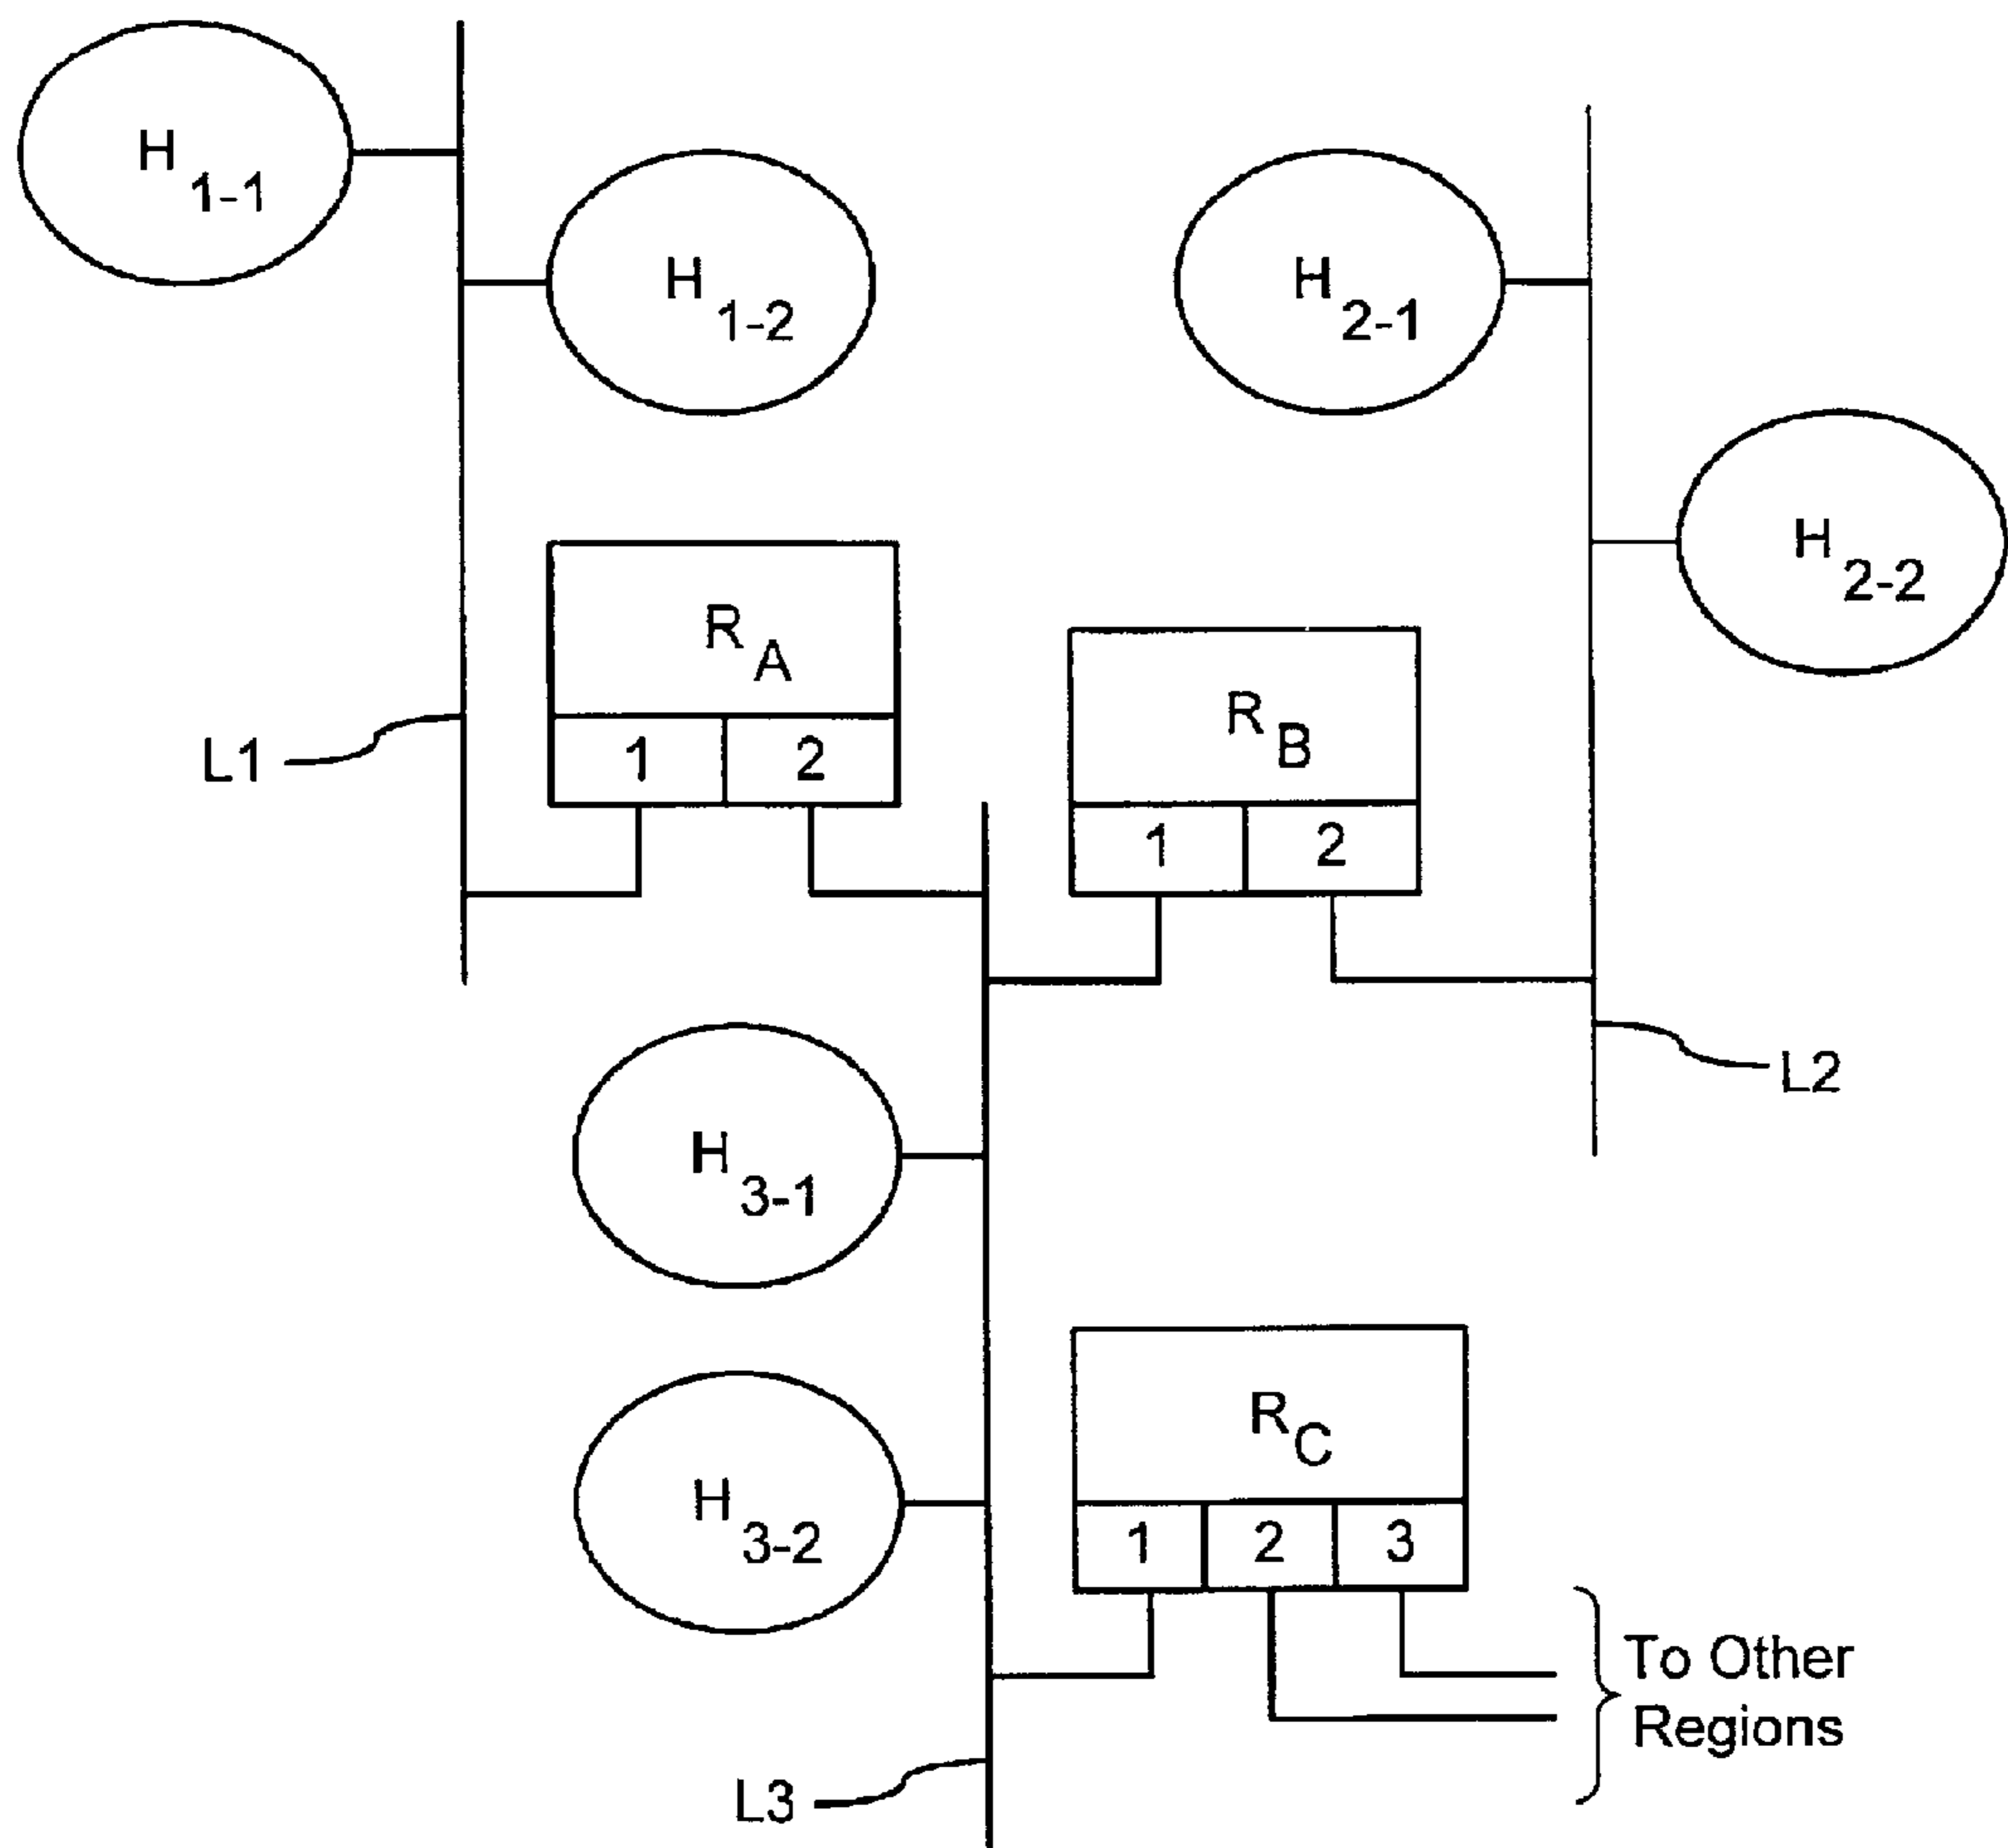 H 1-1
H 1-2
H 2-1
H 2-2
R A
1 2
R B
1 2
L1
L2
H 3-1
H 3-2
R C
1 2 3
To Other
Regions
L3